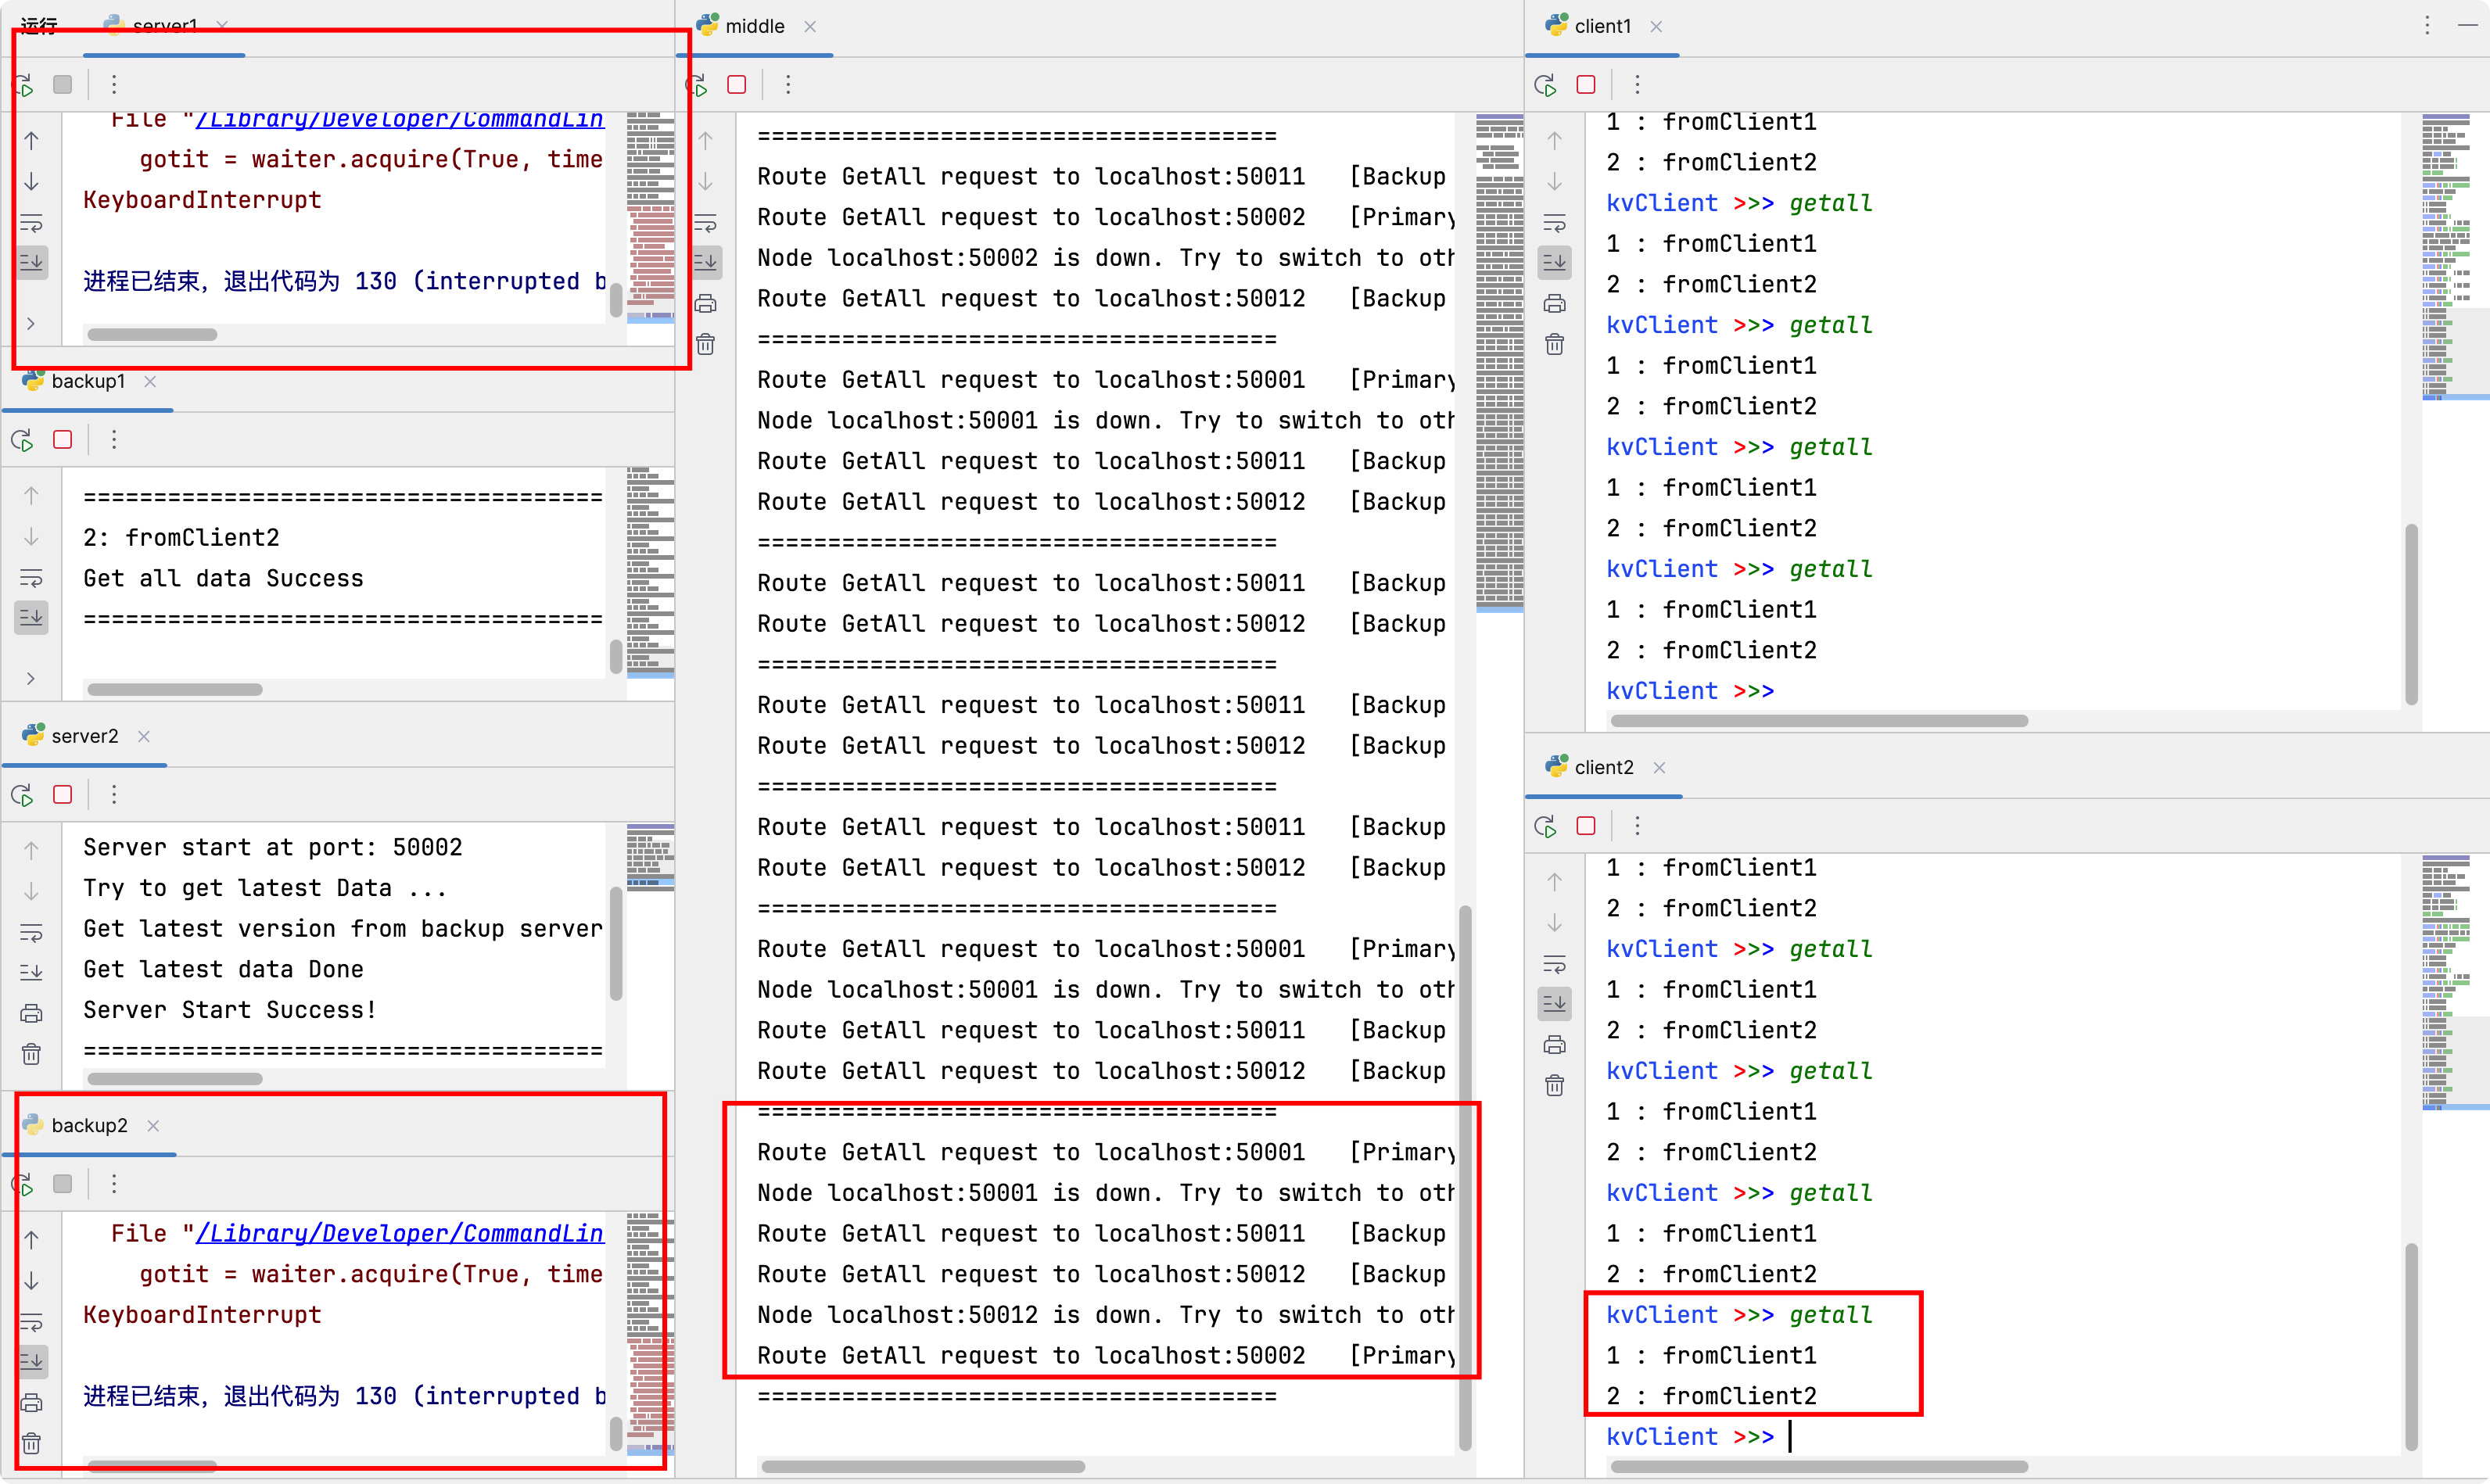 运行
server1
File "/Library/Developer/CommandLin
gotit = waiter.acquire(True, time
KeyboardInterrupt
进程已结束，退出代码为 130 (interrupted b
backup1
=====================================
2: fromClient2
Get all data Success
=====================================
server2
Server start at port: 50002
Try to get latest Data ...
Get latest version from backup server
Get latest data Done
Server Start Success!
=====================================
backup2
File "/Library/Developer/CommandLin
gotit = waiter.acquire(True, time
KeyboardInterrupt
进程已结束，退出代码为 130 (interrupted b
middle
=====================================
Route GetAll request to localhost:50011 [Backup
Route GetAll request to localhost:50002 [Primary
Node localhost:50002 is down. Try to switch to oth
Route GetAll request to localhost:50012 [Backup
=====================================
Route GetAll request to localhost:50001 [Primary
Node localhost:50001 is down. Try to switch to oth
Route GetAll request to localhost:50011 [Backup
Route GetAll request to localhost:50012 [Backup
=====================================
Route GetAll request to localhost:50011 [Backup
Route GetAll request to localhost:50012 [Backup
=====================================
Route GetAll request to localhost:50011 [Backup
Route GetAll request to localhost:50012 [Backup
=====================================
Route GetAll request to localhost:50011 [Backup
Route GetAll request to localhost:50012 [Backup
=====================================
Route GetAll request to localhost:50001 [Primary
Node localhost:50001 is down. Try to switch to oth
Route GetAll request to localhost:50011 [Backup
Route GetAll request to localhost:50012 [Backup
=====================================
Route GetAll request to localhost:50001 [Primary
Node localhost:50001 is down. Try to switch to oth
Route GetAll request to localhost:50011 [Backup
Route GetAll request to localhost:50012 [Backup
Node localhost:50012 is down. Try to switch to oth
Route GetAll request to localhost:50002 [Primary
=====================================
client1
1 : fromClient1
2 : fromClient2
kvClient >>> getall
1 : fromClient1
2 : fromClient2
kvClient >>> getall
1 : fromClient1
2 : fromClient2
kvClient >>> getall
1 : fromClient1
2 : fromClient2
kvClient >>> getall
1 : fromClient1
2 : fromClient2
kvClient >>>
client2
1 : fromClient1
2 : fromClient2
kvClient >>> getall
1 : fromClient1
2 : fromClient2
kvClient >>> getall
1 : fromClient1
2 : fromClient2
kvClient >>> getall
1 : fromClient1
2 : fromClient2
kvClient >>> getall
1 : fromClient1
2 : fromClient2
kvClient >>>